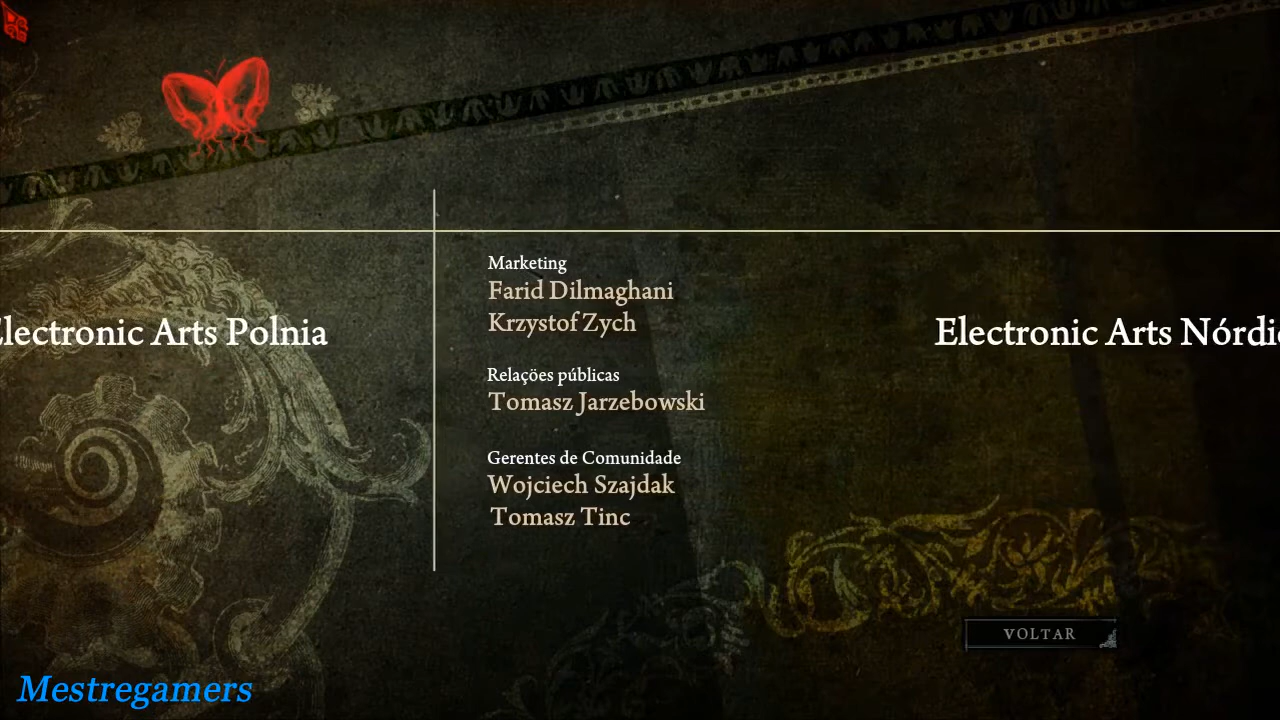 Electronic Arts Polnia
Marketing
Farid Dilmaghani
Krzystof Zych
Relações públicas
Tomasz Jarzebowski
Gerentes de Comunidade
Wojciech Szajdak
Tomasz Tinc
Electronic Arts Nórdic
VOLTAR
Mestregamers